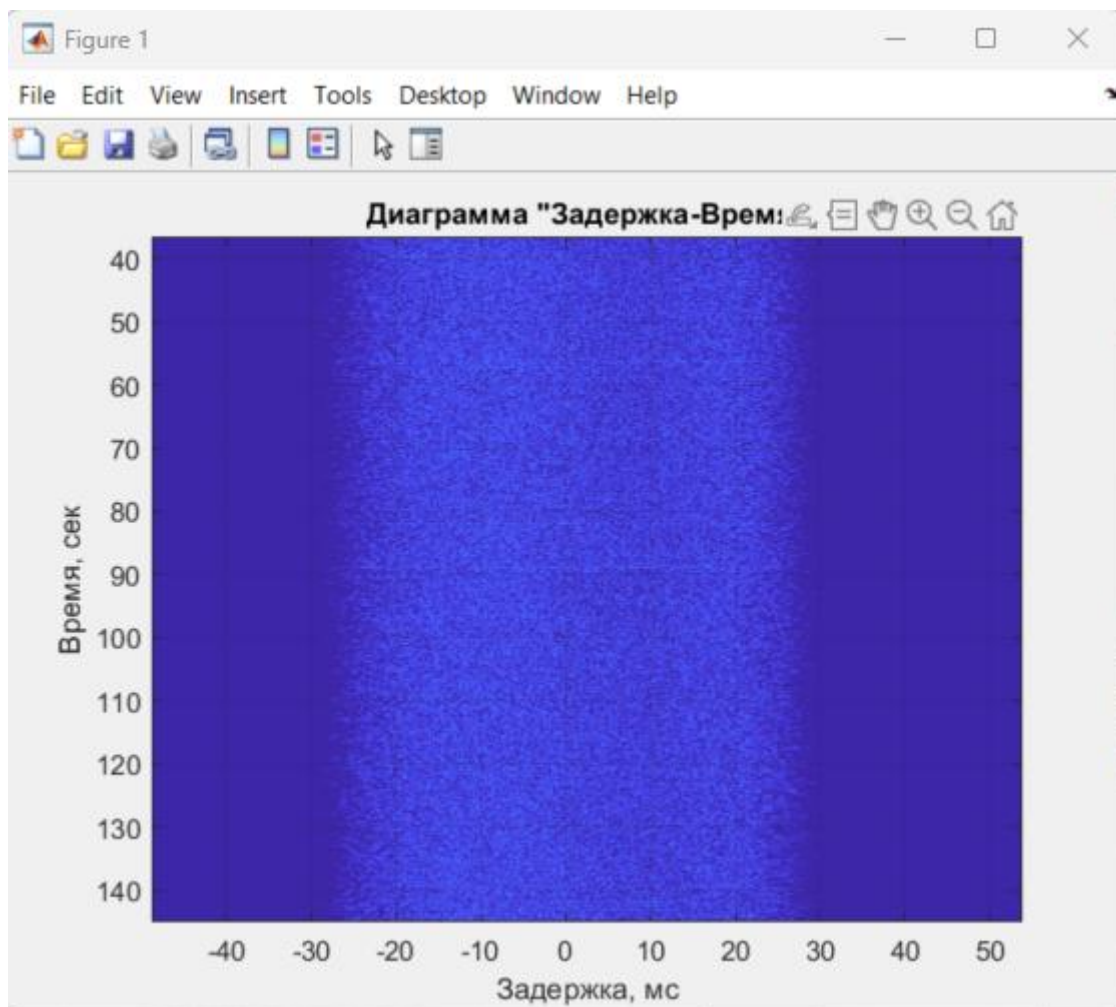 Figure 1
File Edit View Insert Tools Desktop Window Help
Диаграмма "Задержка-Врем
40
50
60
70
80
90
100
110
120
130
140
Время, сек
-40 -30 -20 -10 0 10 20 30 40 50
Задержка, мс